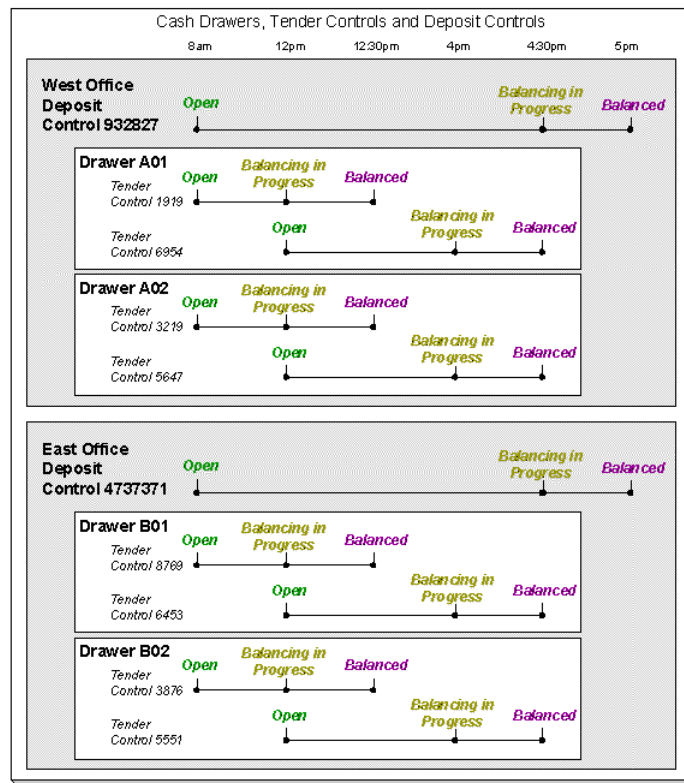 Cash Drawers, Tender Controls and Deposit Controls
8am 12pm 12:30pm 4pm 4:30pm 5pm
West Office
Deposit
Control 932827
Open
Balancing in
Progress
Balanced
Drawer A01
Tender
Control 1919
Open
Balancing in
Progress
Balanced
Tender
Control 6954
Open
Balancing in
Progress
Balanced
Drawer A02
Tender
Control 3219
Open
Balancing in
Progress
Balanced
Tender
Control 5647
Open
Balancing in
Progress
Balanced
East Office
Deposit
Control 4737371
Open
Balancing in
Progress
Balanced
Drawer B01
Tender
Control 8769
Open
Balancing in
Progress
Balanced
Tender
Control 6453
Open
Balancing in
Progress
Balanced
Drawer B02
Tender
Control 3876
Open
Balancing in
Progress
Balanced
Tender
Control 5551
Open
Balancing in
Progress
Balanced